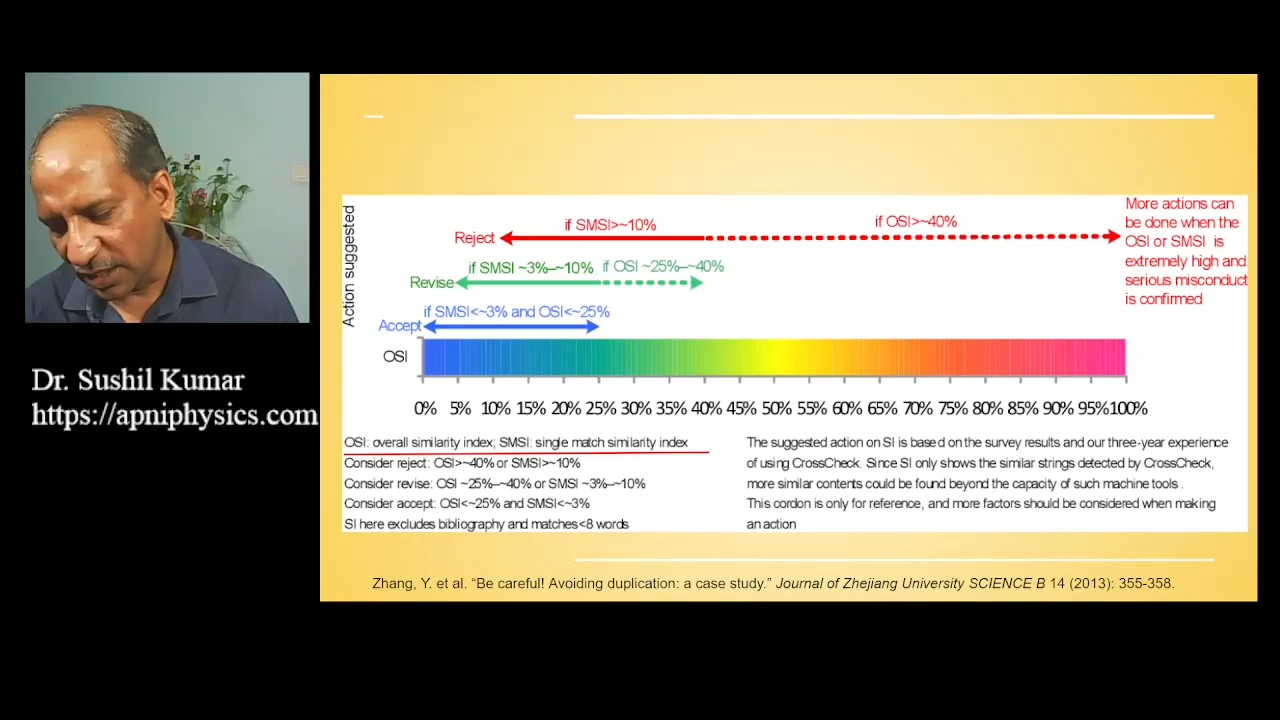 Dr. Sushil Kumar
https://apniphysics.com
Action suggested
if SMSI>~10%
if OSI>~40%
Reject
More actions can
be done when the
OSI or SMSI is
extremely high and
serious misconduct
is confirmed
if SMSI ~3%–~10%
if OSI ~25%–~40%
Revise
if SMSI<~3% and OSI<~25%
Accept
OSI
0% 5% 10% 15% 20% 25% 30% 35% 40% 45% 50% 55% 60% 65% 70% 75% 80% 85% 90% 95% 100%
OSI: overall similarity index; SMSI: single match similarity index
Consider reject: OSI>~40% or SMSI>~10%
Consider revise: OSI ~25%–~40% or SMSI ~3%–~10%
Consider accept: OSI<~25% and SMSI<~3%
SI here excludes bibliography and matches<8 words
The suggested action on SI is based on the survey results and our three-year experience
of using CrossCheck. Since SI only shows the similar strings detected by CrossCheck,
more similar contents could be found beyond the capacity of such machine tools .
This cordon is only for reference, and more factors should be considered when making
an action
Zhang, Y. et al. “Be careful! Avoiding duplication: a case study.” Journal of Zhejiang University SCIENCE B 14 (2013): 355-358.